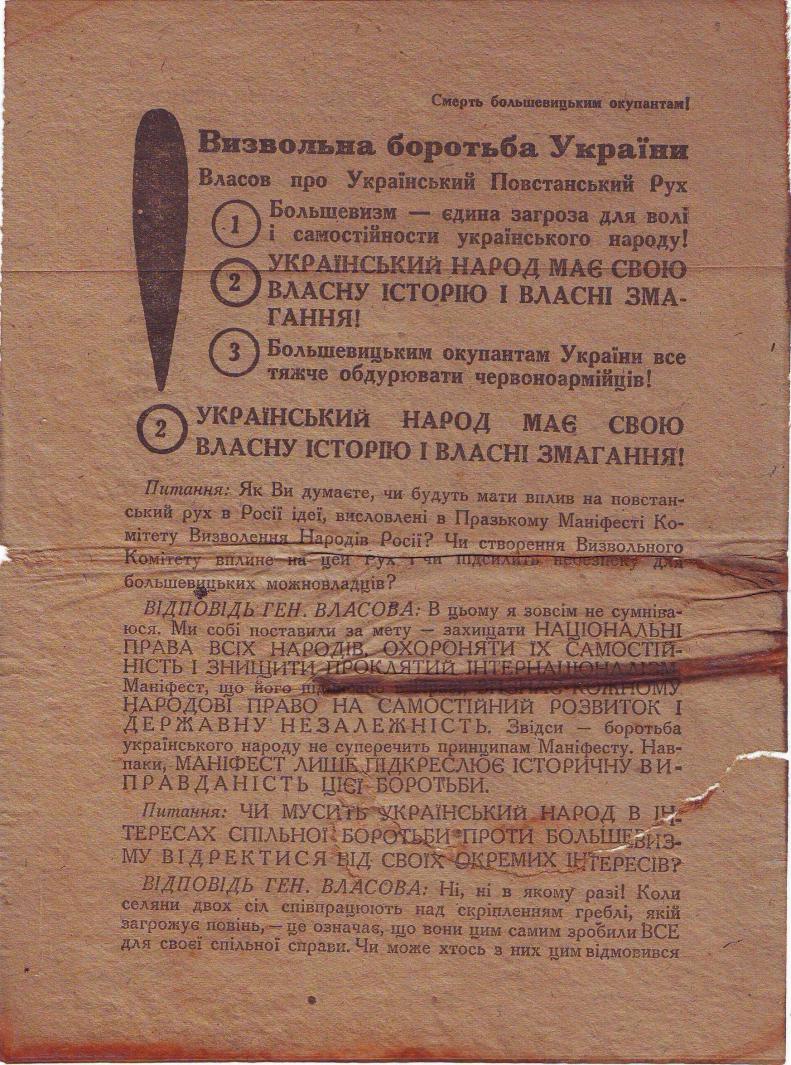 Смерть большевицьким окупантам!
Визвольна боротьба України
Власов про Український Повстанський Рух
1 Большевизм — єдина загроза для волі
і самостійности українського народу!
2 УКРАЇНСЬКИЙ НАРОД МАЄ СВОЮ
ВЛАСНУ ІСТОРІЮ І ВЛАСНІ ЗМА-
ГАННЯ!
3 Большевицьким окупантам України все
тяжче обдурювати червоноармійців!
2 УКРАЇНСЬКИЙ НАРОД МАЄ СВОЮ
ВЛАСНУ ІСТОРІЮ І ВЛАСНІ ЗМАГАННЯ!
Питання: Як Ви думаєте, чи будуть мати вплив на повстан-
ський рух в Росії ідеї, висловлені в Празькому Маніфесті Ко-
мітету Визволення Народів Росії? Чи створення Визвольного
Комітету вплине на цей Рух і чи підсилить небезпеку для
большевицьких можновладців?
ВІДПОВІДЬ ГЕН. ВЛАСОВА: В цьому я зовсім не сумніва-
юся. Ми собі поставили за мету — захищати НАЦІОНАЛЬНІ
ПРАВА ВСІХ НАРОДІВ, ОХОРОНЯТИ ЇХ САМОСТІЙ-
НІСТЬ І ЗНИЩИТИ ПРОКЛЯТИЙ ІНТЕРНАЦІОНАЛІЗМ.
Маніфест, що його КОЖНОМУ
НАРОДОВІ ПРАВО НА САМОСТІЙНИЙ РОЗВИТОК І
ДЕРЖАВНУ НЕЗАЛЕЖНІСТЬ. Звідси — боротьба
українського народу не суперечить принципам Маніфесту. Нав-
паки, МАНІФЕСТ ЛИШЕ ПІДКРЕСЛЮЄ ІСТОРИЧНУ ВИ-
ПРАВДАНІСТЬ ЦІЄЇ БОРОТЬБИ.
Питання: ЧИ МУСИТЬ УКРАЇНСЬКИЙ НАРОД В ІН-
ТЕРЕСАХ СПІЛЬНОЇ БОРОТЬБИ ПРОТИ БОЛЬШЕВИЗ-
МУ ВІДРЕКТИСЯ ВІД СВОЇХ ОКРЕМИХ ІНТЕРЕСІВ?
ВІДПОВІДЬ ГЕН. ВЛАСОВА: Ні, ні в якому разі! Коли
селяни двох сіл співпрацюють над скріпленням греблі, якій
загрожує повінь, — це означає, що вони цим самим зробили ВСЕ
для своєї спільної справи. Чи може хтось з них цим відмовився